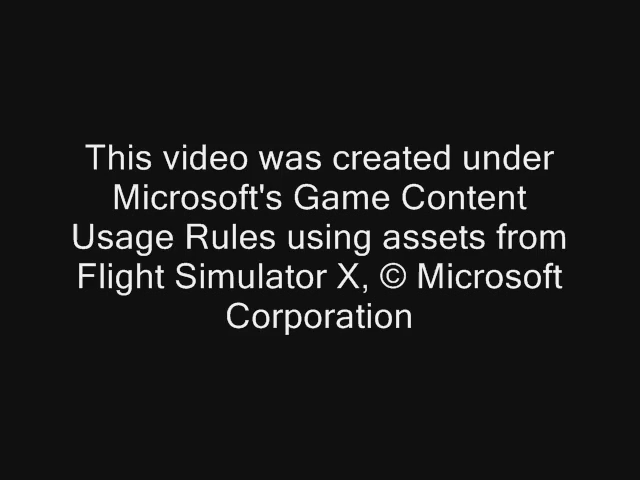 This video was created under
Microsoft's Game Content
Usage Rules using assets from
Flight Simulator X, © Microsoft
Corporation